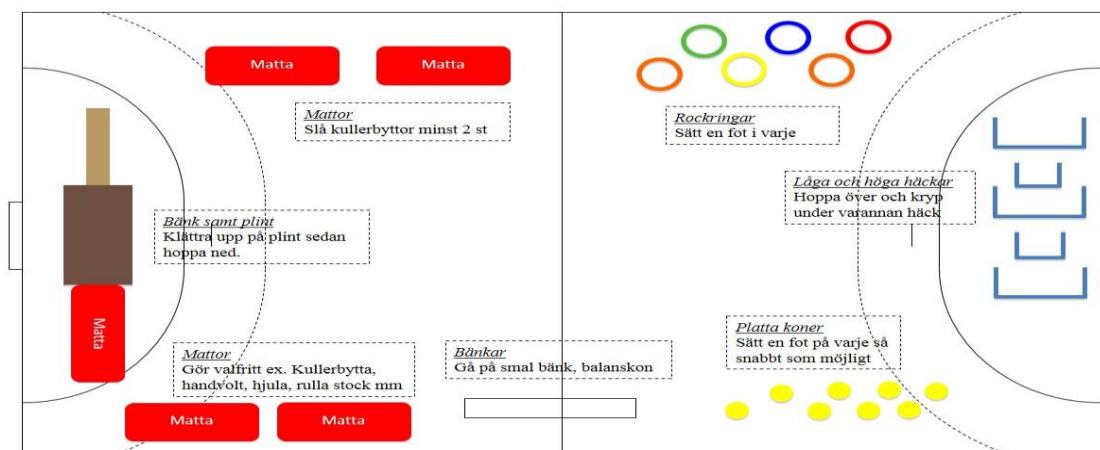 Matta
Matta
Mattor
Slå kullerbyttor minst 2 st
Rockringar
Sätt en fot i varje
Bänk samt plint
Klättra upp på plint sedan
hoppa ned.
Låga och höga häckar
Hoppa över och kryp
under varannan häck
Matta
Mattor
Gör valfritt ex. Kullerbytta,
handvolt, hjula, rulla stock mm
Bänkar
Gå på smal bänk, balanskon
Platta koner
Sätt en fot på varje så
snabbt som möjligt
Matta
Matta